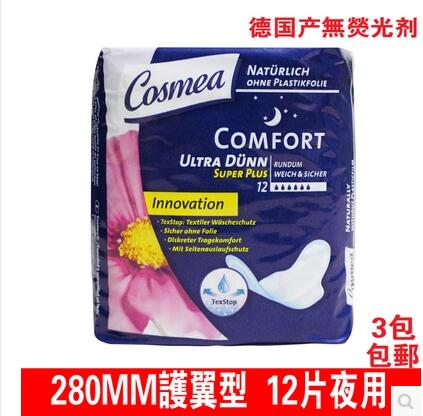 德国产無熒光剂
Cosmea
NATÜRLICH
OHNE PLASTIKFOLIE
COMFORT
ULTRA DÜNN
SUPER PLUS
12
RUNDUM
WEICH & SICHER
Innovation
• TexStop: Textiler Wäscheschutz
• Sicher ohne Folie
• Diskreter Tragekomfort
• Mit Seitenauslaufschutz
TexStop
NATURALLY
Cosmea
3包
包郵
280MM護翼型 12片夜用